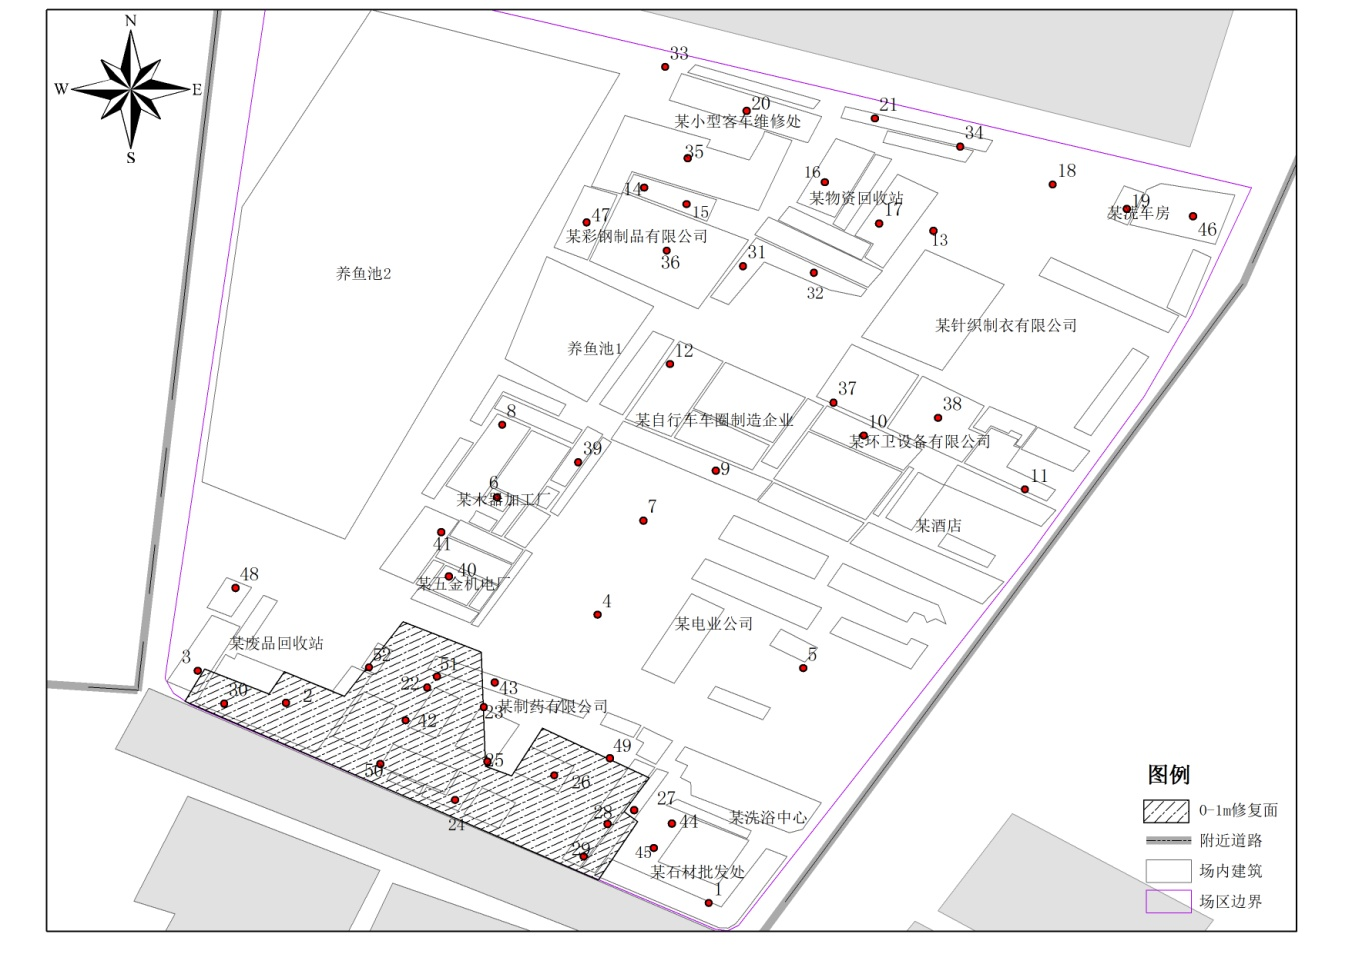 N
W
E
S
33
20
某小型客车维修处
21
34
35
16
18
14
15
某物资回收站
17
19
某洗车房
46
47
某彩钢制品有限公司
13
36
31
32
养鱼池2
某针织制衣有限公司
养鱼池1
12
37
38
8
某自行车车圈制造企业
10
某环卫设备有限公司
39
9
11
6
某木器加工厂
7
某酒店
41
40
某五金机电厂
48
4
某电业公司
某废品回收站
3
52
5
51
22
43
30
2
23
某制药有限公司
42
49
25
50
26
27
28
44
24
某洗浴中心
29
45
某石材批发处
1
图例
0-1m修复面
附近道路
场内建筑
场区边界